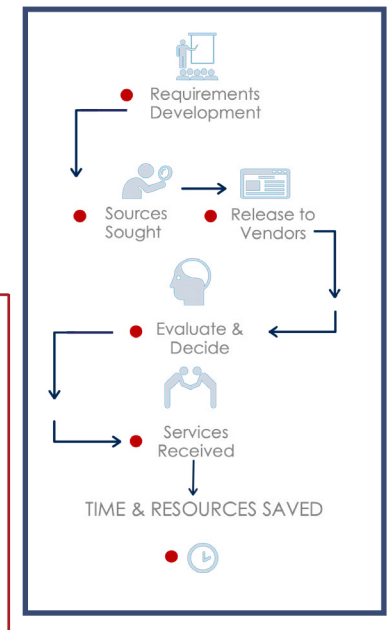 Requirements
Development
Sources
Sought
Release to
Vendors
Evaluate &
Decide
Services
Received
TIME & RESOURCES SAVED